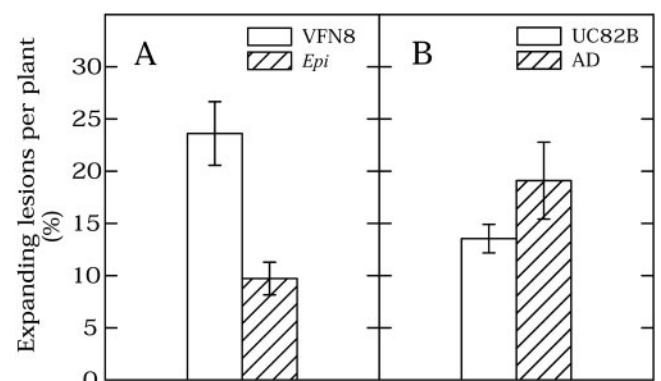 A
VFN8
Epi
B
UC82B
AD
Expanding lesions per plant
(%)
30
25
20
15
10
5
0